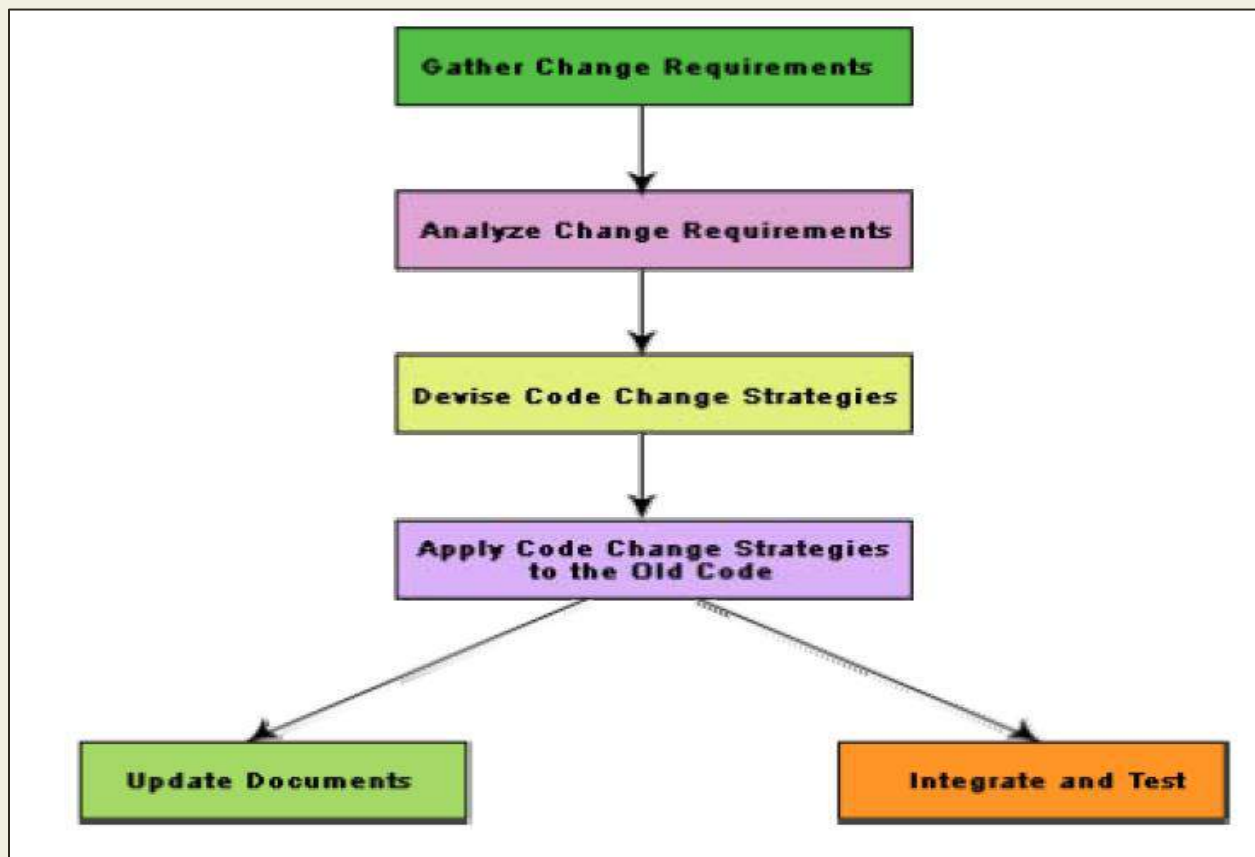 Gather Change Requirements
Analyze Change Requirements
Devise Code Change Strategies
Apply Code Change Strategies
to the Old Code
Update Documents
Integrate and Test